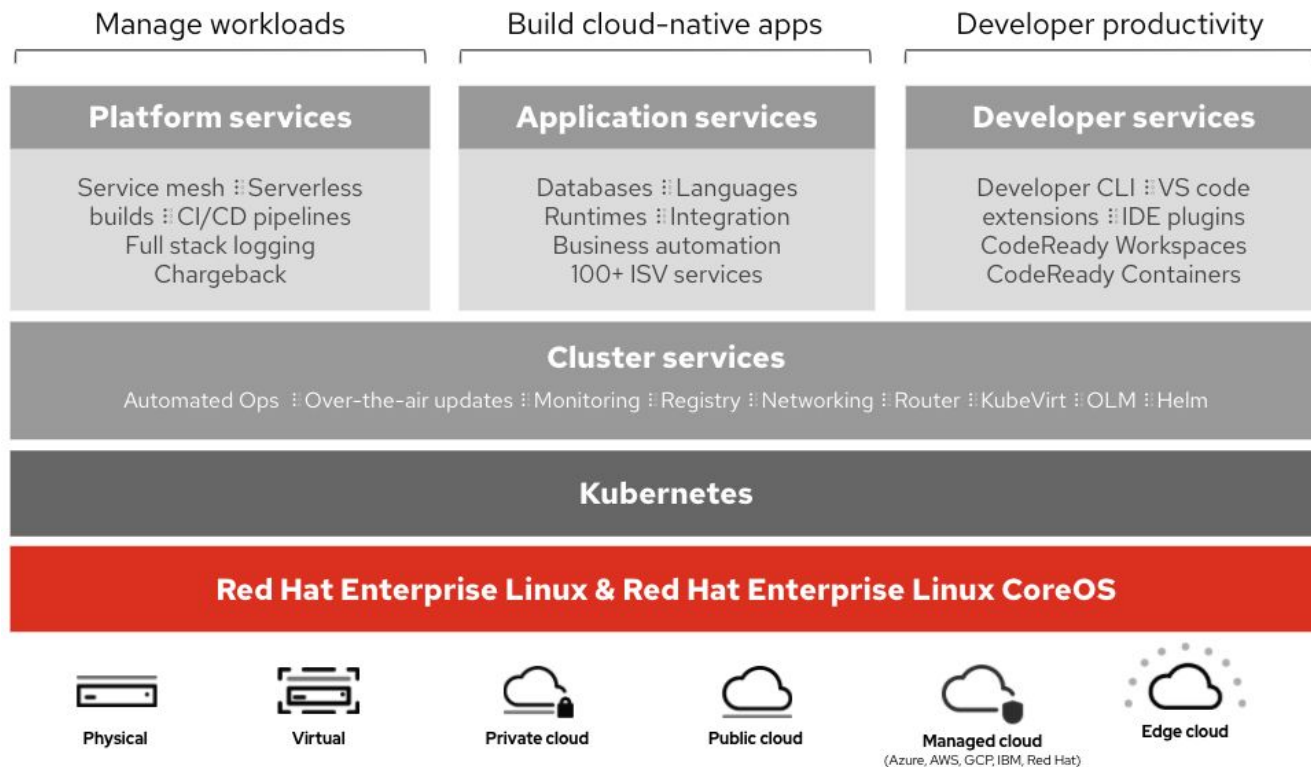 Manage workloads
Build cloud-native apps
Developer productivity
Platform services
Service mesh ⁝⁝ Serverless
builds ⁝⁝ CI/CD pipelines
Full stack logging
Chargeback
Application services
Databases ⁝⁝ Languages
Runtimes ⁝⁝ Integration
Business automation
100+ ISV services
Developer services
Developer CLI ⁝⁝ VS code
extensions ⁝⁝ IDE plugins
CodeReady Workspaces
CodeReady Containers
Cluster services
Automated Ops ⁝⁝ Over-the-air updates ⁝⁝ Monitoring ⁝⁝ Registry ⁝⁝ Networking ⁝⁝ Router ⁝⁝ KubeVirt ⁝⁝ OLM ⁝⁝ Helm
Kubernetes
Red Hat Enterprise Linux & Red Hat Enterprise Linux CoreOS
Physical
Virtual
Private cloud
Public cloud
Managed cloud
(Azure, AWS, GCP, IBM, Red Hat)
Edge cloud